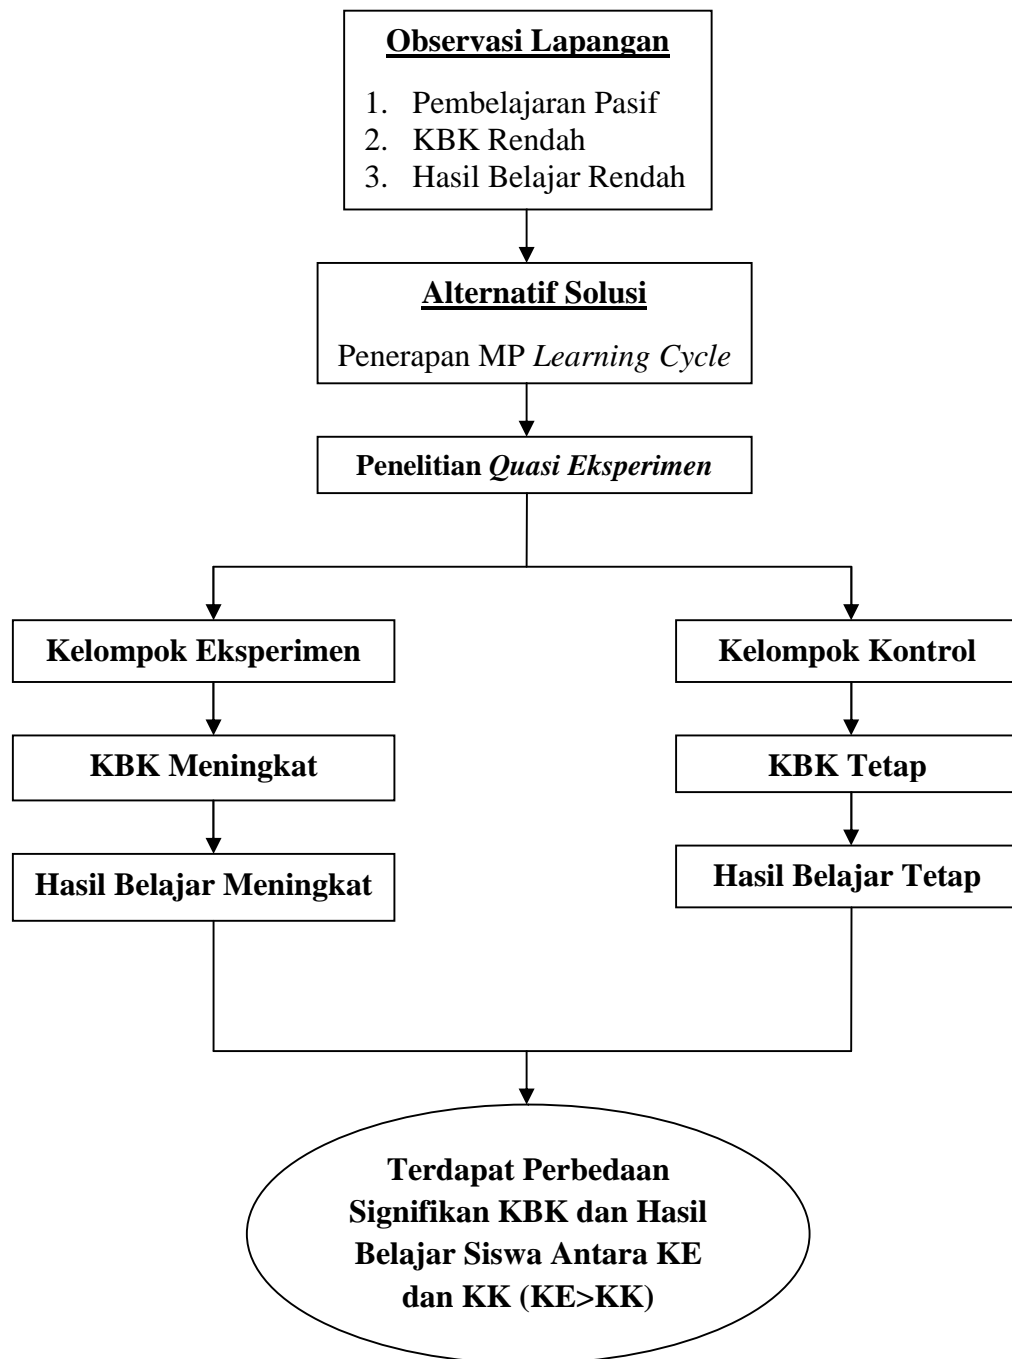 Observasi Lapangan
1. Pembelajaran Pasif
2. KBK Rendah
3. Hasil Belajar Rendah
Alternatif Solusi
Penerapan MP Learning Cycle
Penelitian Quasi Eksperimen
Kelompok Eksperimen
Kelompok Kontrol
KBK Meningkat
KBK Tetap
Hasil Belajar Meningkat
Hasil Belajar Tetap
Terdapat Perbedaan
Signifikan KBK dan Hasil
Belajar Siswa Antara KE
dan KK (KE>KK)